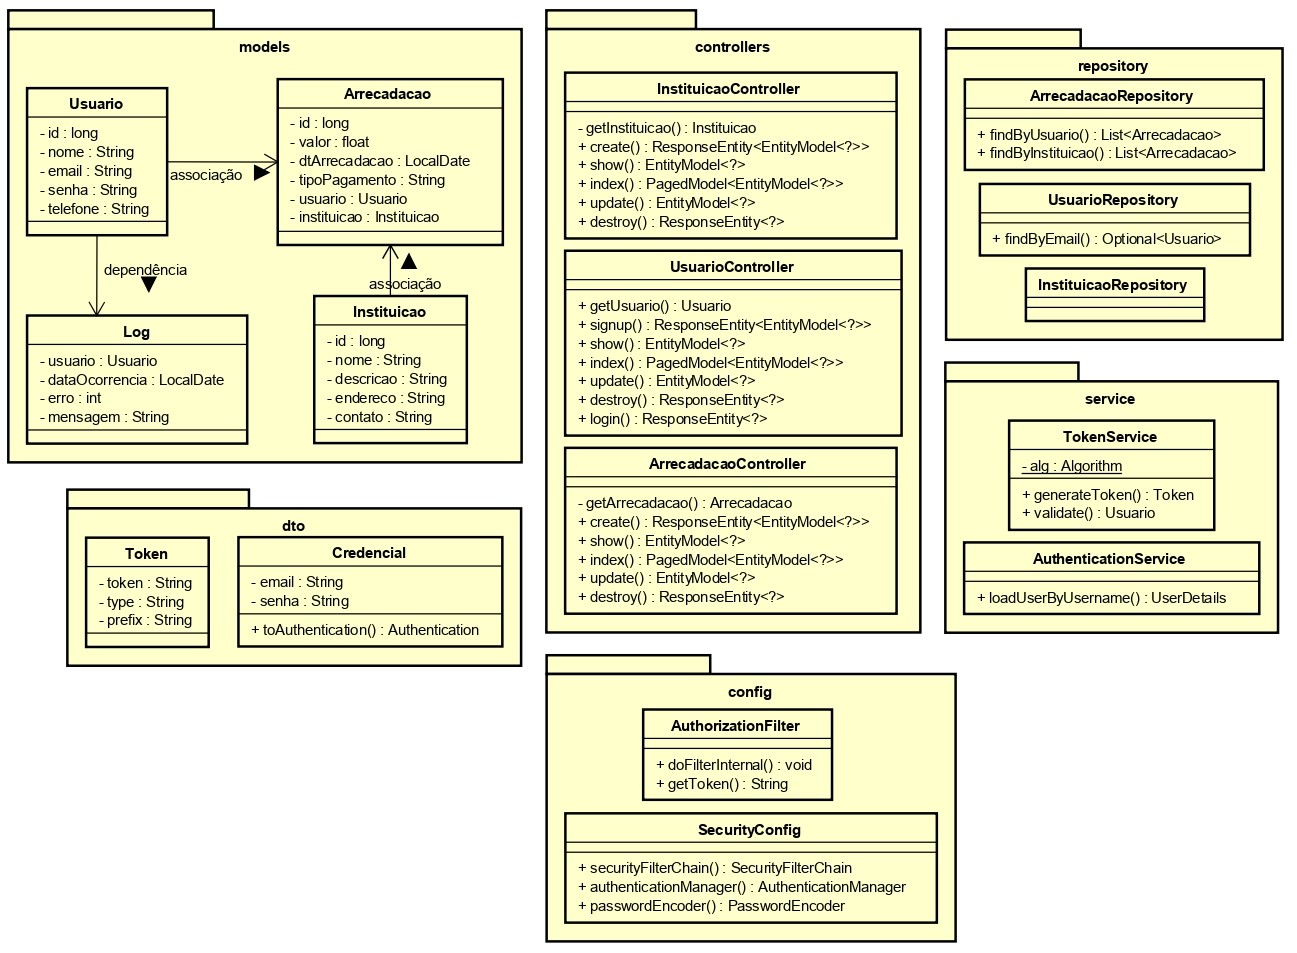 models
Usuario
- id : long
- nome : String
- email : String
- senha : String
- telefone : String
associação
Arrecadacao
- id : long
- valor : float
- dtArrecadacao : LocalDate
- tipoPagamento : String
- usuario : Usuario
- instituicao : Instituicao
dependência
associação
Log
- usuario : Usuario
- dataOcorrencia : LocalDate
- erro : int
- mensagem : String
Instituicao
- id : long
- nome : String
- descricao : String
- endereco : String
- contato : String
dto
Token
- token : String
- type : String
- prefix : String
Credencial
- email : String
- senha : String
+ toAuthentication() : Authentication
controllers
InstituicaoController
- getInstituicao() : Instituicao
+ create() : ResponseEntity<EntityModel<?>>
+ show() : EntityModel<?>
+ index() : PagedModel<EntityModel<?>>
+ update() : EntityModel<?>
+ destroy() : ResponseEntity<?>
UsuarioController
+ getUsuario() : Usuario
+ signup() : ResponseEntity<EntityModel<?>>
+ show() : EntityModel<?>
+ index() : PagedModel<EntityModel<?>>
+ update() : EntityModel<?>
+ destroy() : ResponseEntity<?>
+ login() : ResponseEntity<?>
ArrecadacaoController
- getArrecadacao() : Arrecadacao
+ create() : ResponseEntity<EntityModel<?>>
+ show() : EntityModel<?>
+ index() : PagedModel<EntityModel<?>>
+ update() : EntityModel<?>
+ destroy() : ResponseEntity<?>
repository
ArrecadacaoRepository
+ findByUsuario() : List<Arrecadacao>
+ findByInstituicao() : List<Arrecadacao>
UsuarioRepository
+ findByEmail() : Optional<Usuario>
InstituicaoRepository
service
TokenService
- alg : Algorithm
+ generateToken() : Token
+ validate() : Usuario
AuthenticationService
+ loadUserByUsername() : UserDetails
config
AuthorizationFilter
+ doFilterInternal() : void
+ getToken() : String
SecurityConfig
+ securityFilterChain() : SecurityFilterChain
+ authenticationManager() : AuthenticationManager
+ passwordEncoder() : PasswordEncoder